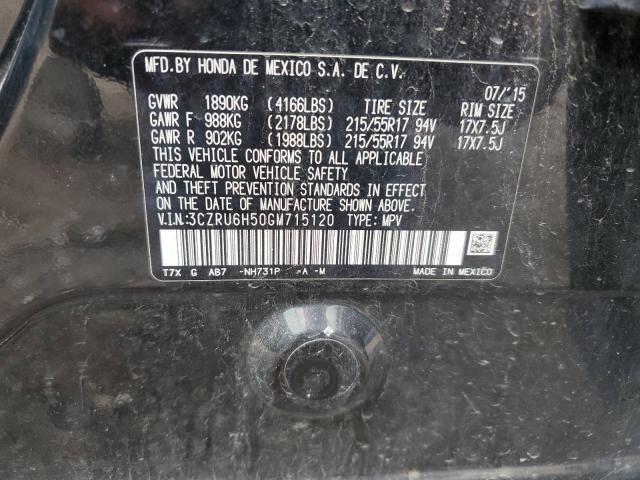 MFD.BY HONDA DE MEXICO S.A. DE C.V.
07/'15
GVWR 1890KG (4166LBS) TIRE SIZE RIM SIZE
GAWR F 988KG (2178LBS) 215/55R17 94V 17X7.5J
GAWR R 902KG (1988LBS) 215/55R17 94V 17X7.5J
THIS VEHICLE CONFORMS TO ALL APPLICABLE
FEDERAL MOTOR VEHICLE SAFETY
AND THEFT PREVENTION STANDARDS IN EFFECT
ON THE DATE OF MANUFACTURE SHOWN ABOVE.
V.I.N.:3CZRU6H50GM715120 TYPE: MPV
T7X G AB7 -NH731P -A -M MADE IN MEXICO